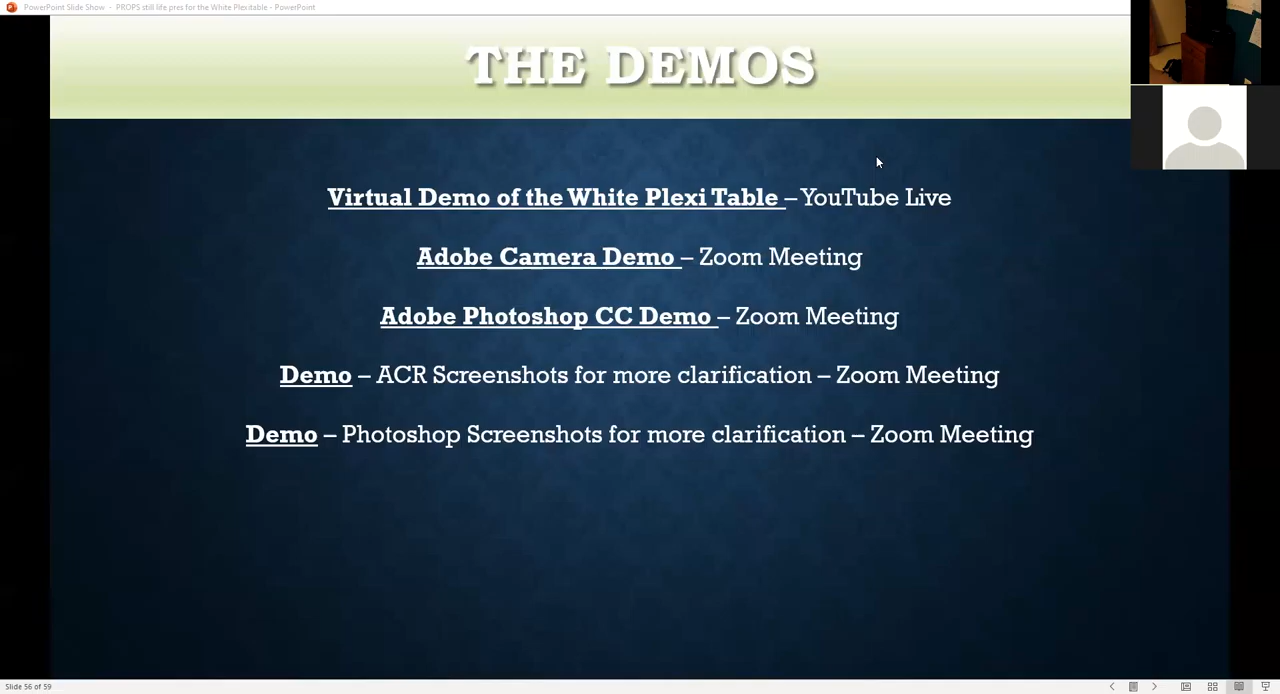 PowerPoint Slide Show - PROPS still life pres for the White Plexitable - PowerPoint
THE DEMOS
Virtual Demo of the White Plexi Table – YouTube Live
Adobe Camera Demo – Zoom Meeting
Adobe Photoshop CC Demo – Zoom Meeting
Demo – ACR Screenshots for more clarification – Zoom Meeting
Demo – Photoshop Screenshots for more clarification – Zoom Meeting
Slide 56 of 59